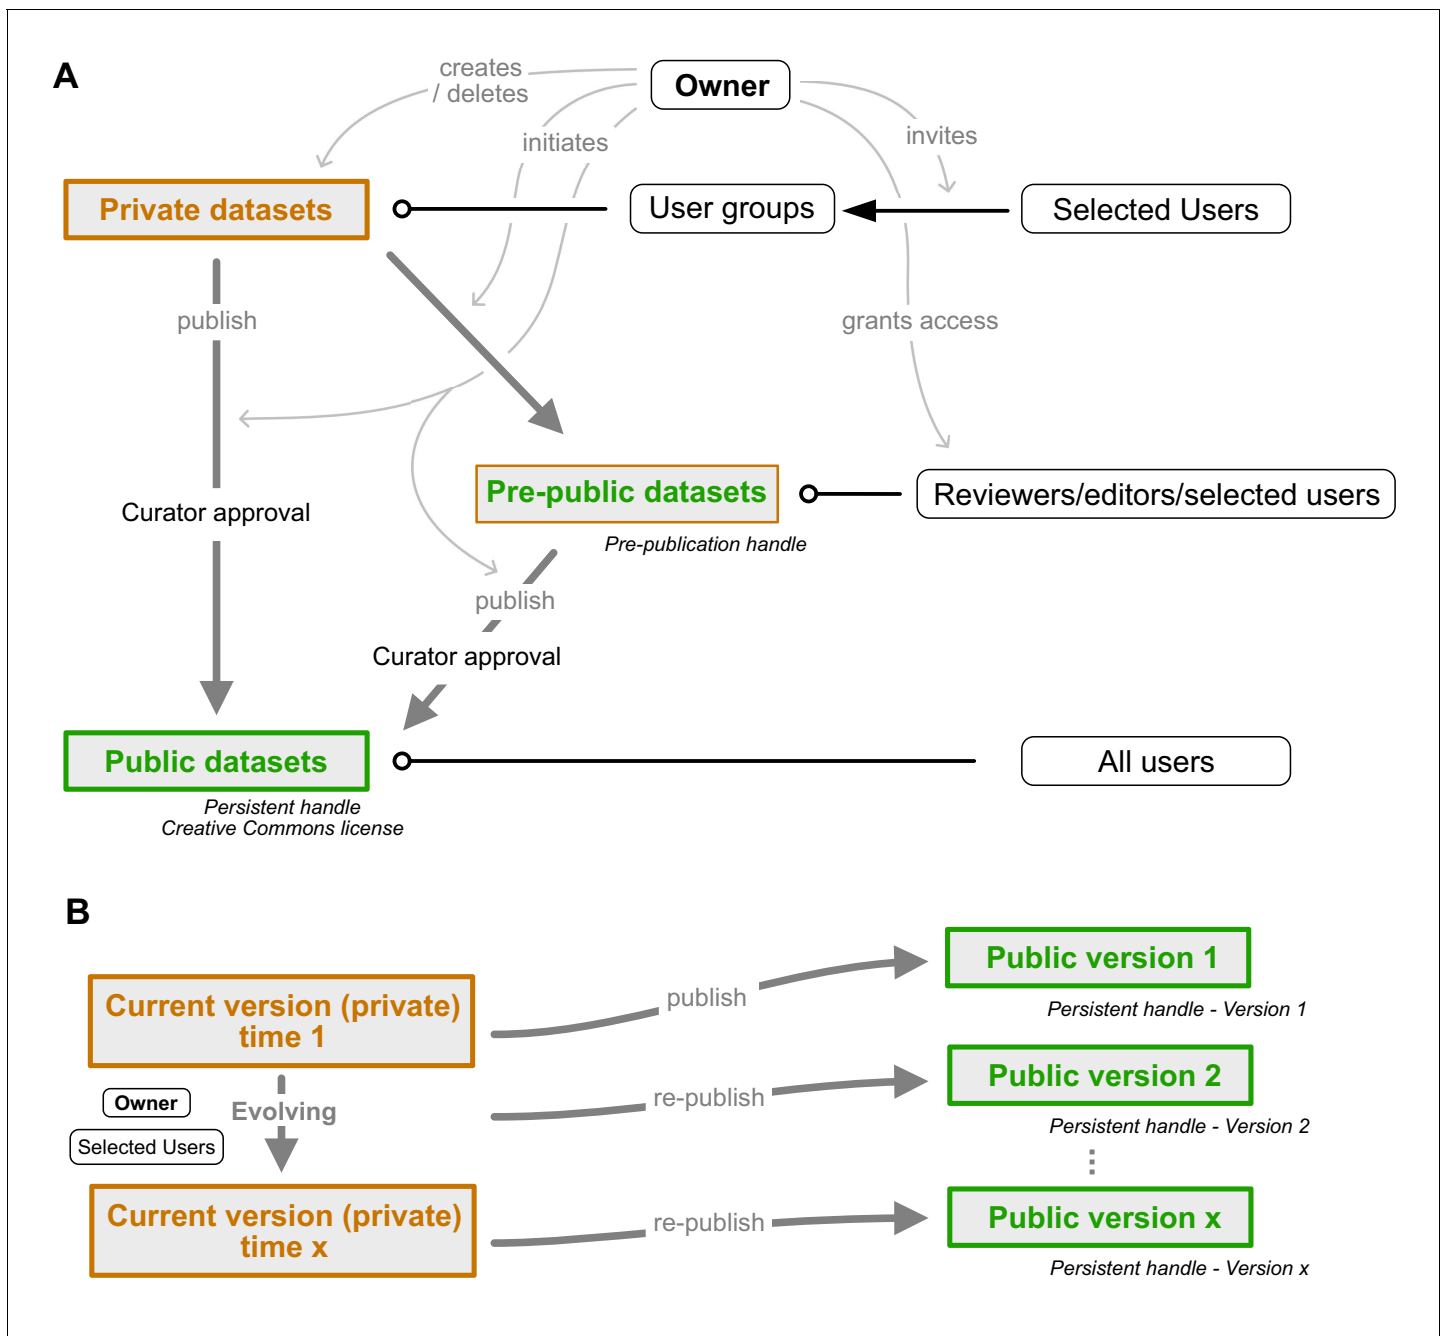 A
creates
/ deletes
Owner
initiates
invites
Private datasets
User groups
Selected Users
publish
grants access
Curator approval
Pre-public datasets
Reviewers/editors/selected users
Pre-publication handle
publish
Curator approval
Public datasets
All users
Persistent handle
Creative Commons license
B
Public version 1
Current version (private)
time 1
publish
Persistent handle - Version 1
Public version 2
Owner
Evolving
re-publish
Selected Users
Persistent handle - Version 2
Current version (private)
time x
re-publish
Public version x
Persistent handle - Version x